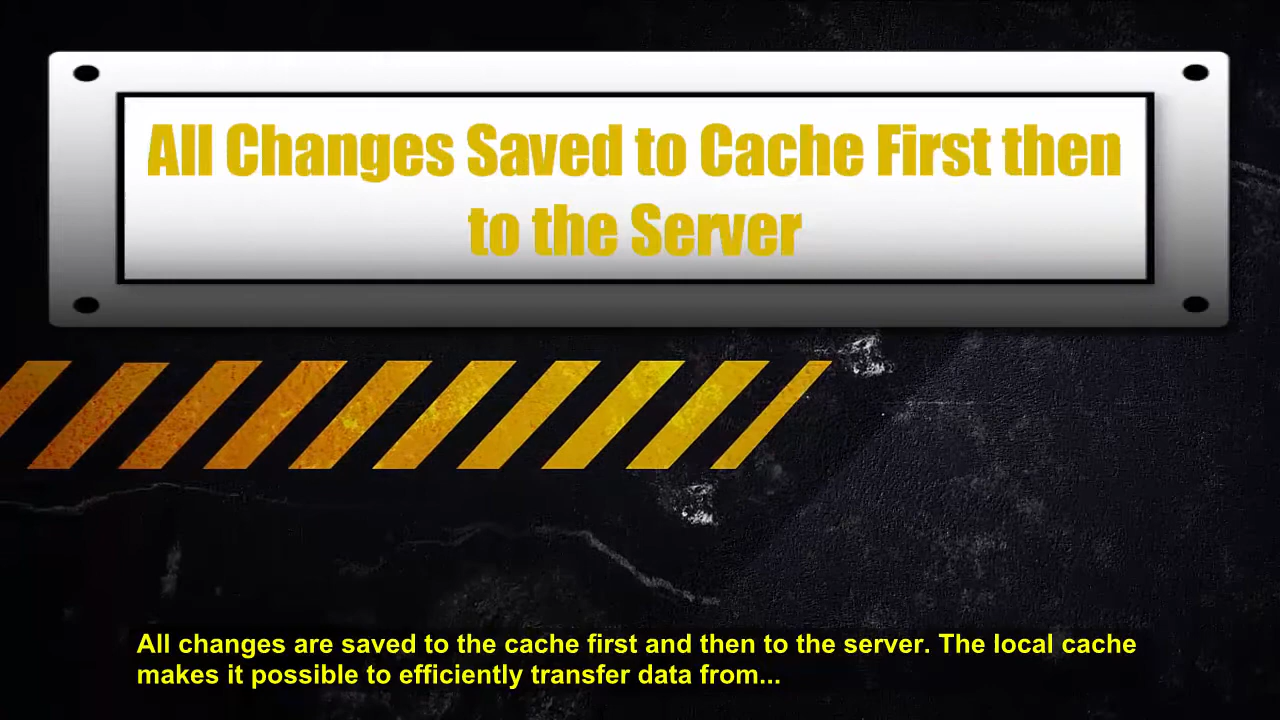 All Changes Saved to Cache First then
to the Server
All changes are saved to the cache first and then to the server. The local cache
makes it possible to efficiently transfer data from...